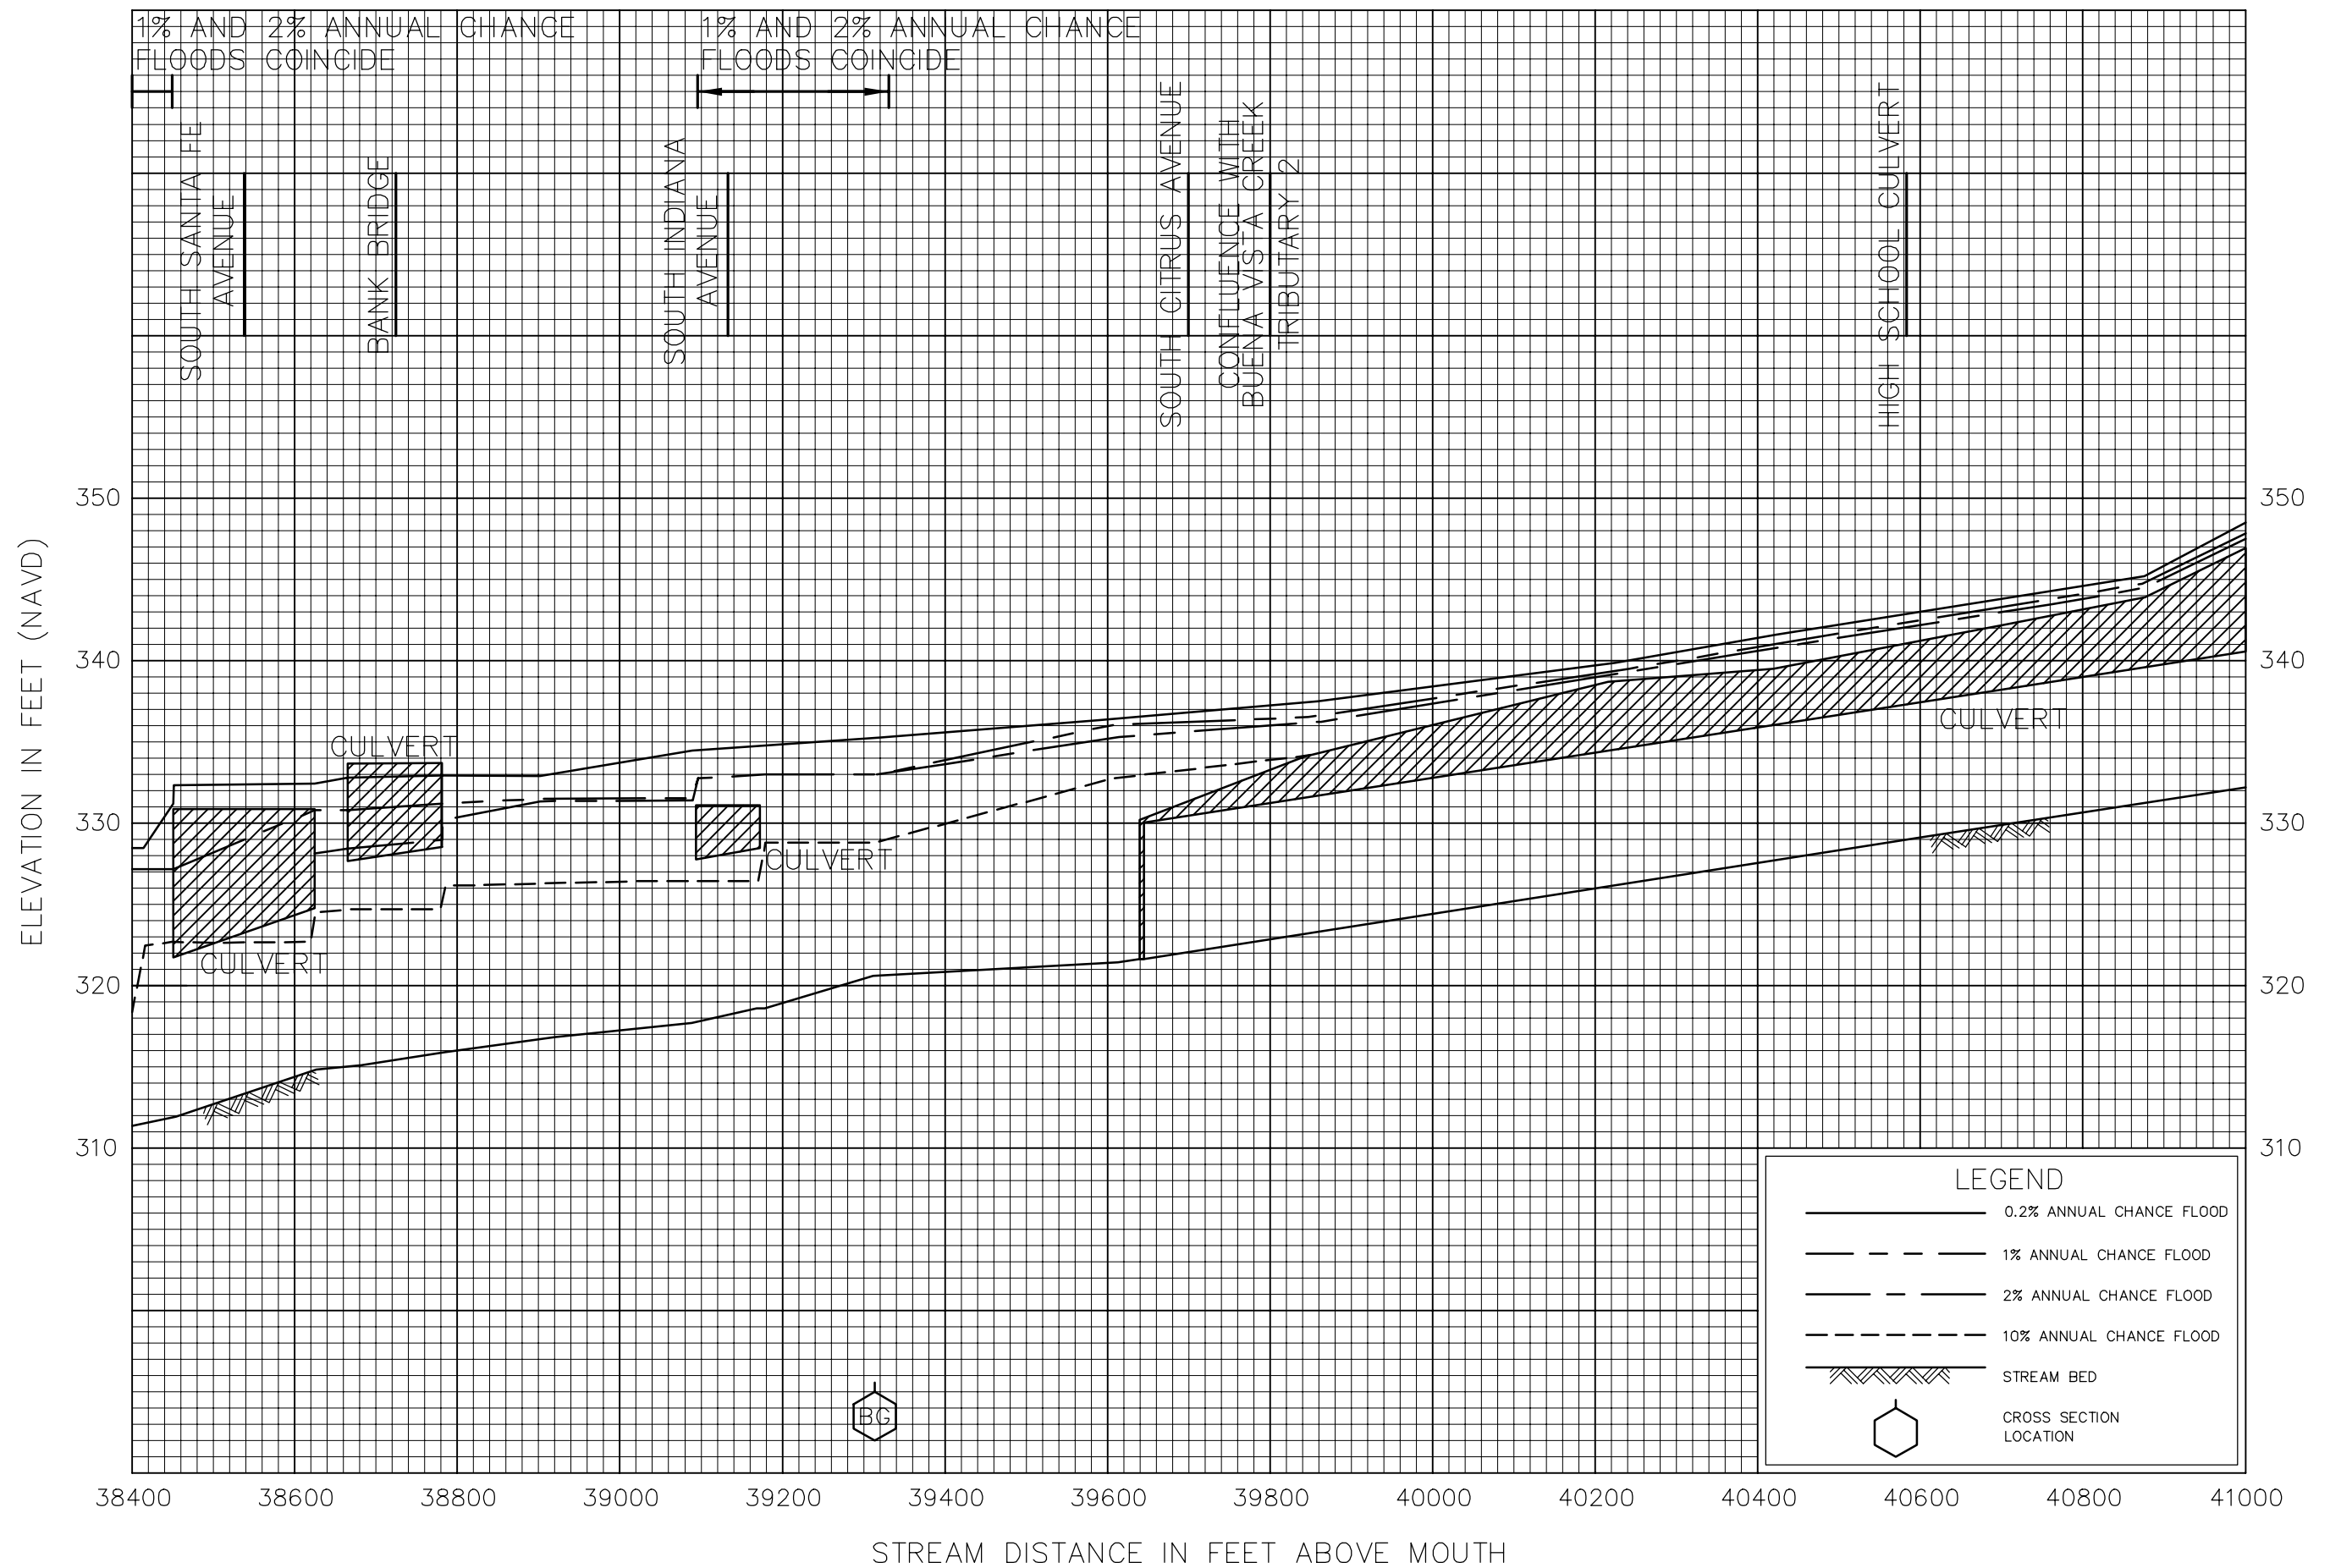 1% AND 2% ANNUAL CHANCE
FLOODS COINCIDE
1% AND 2% ANNUAL CHANCE
FLOODS COINCIDE
SOUTH SANTA FE
AVENUE
BANK BRIDGE
SOUTH INDIANA
AVENUE
SOUTH CITRUS AVENUE
CONFLUENCE WITH
BUENA VISTA CREEK
TRIBUTARY 2
HIGH SCHOOL CULVERT
ELEVATION IN FEET (NAVD)
350
340
330
320
310
350
340
330
320
310
CULVERT
CULVERT
CULVERT
CULVERT
BG
LEGEND
0.2% ANNUAL CHANCE FLOOD
1% ANNUAL CHANCE FLOOD
2% ANNUAL CHANCE FLOOD
10% ANNUAL CHANCE FLOOD
STREAM BED
CROSS SECTION
LOCATION
38400 38600 38800 39000 39200 39400 39600 39800 40000 40200 40400 40600 40800 41000
STREAM DISTANCE IN FEET ABOVE MOUTH